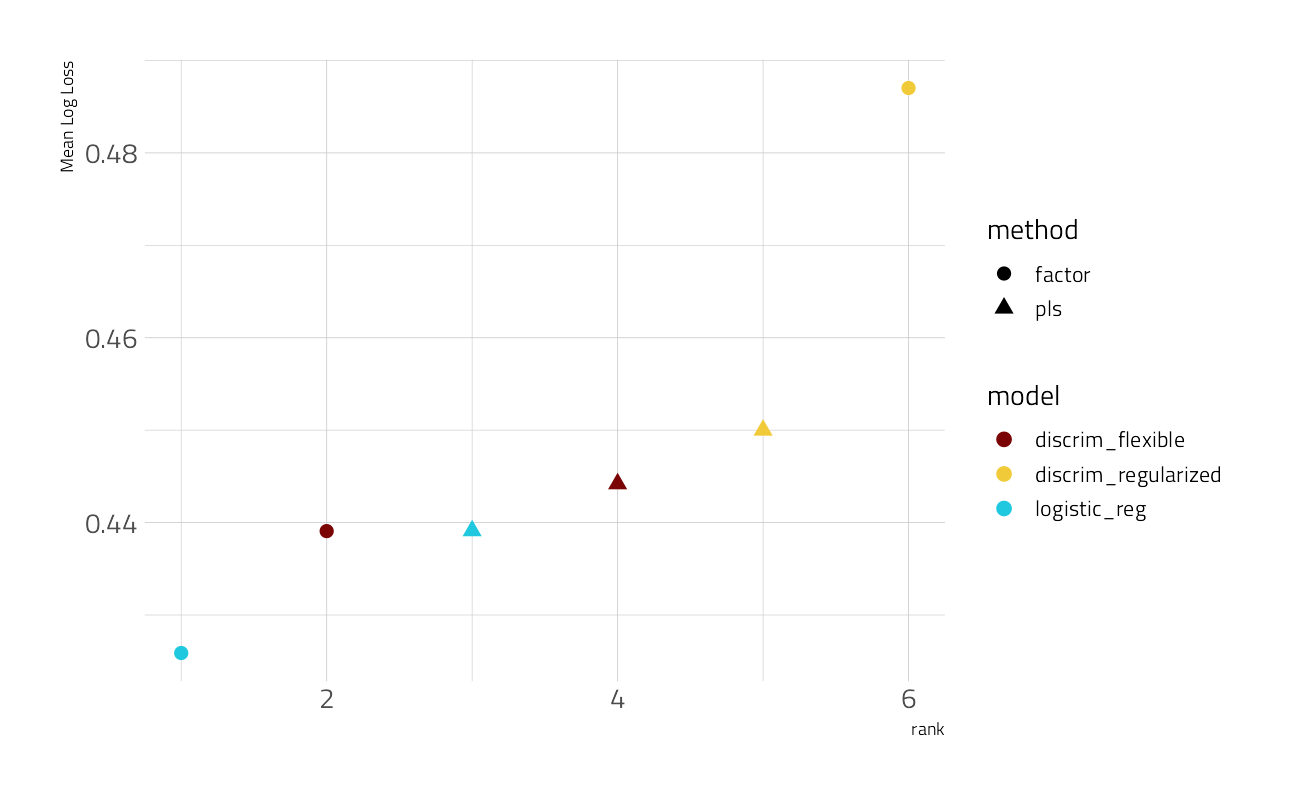 Mean Log Loss
0.48
0.46
0.44
2
4
6
rank
method
factor
pls
model
discrim_flexible
discrim_regularized
logistic_reg